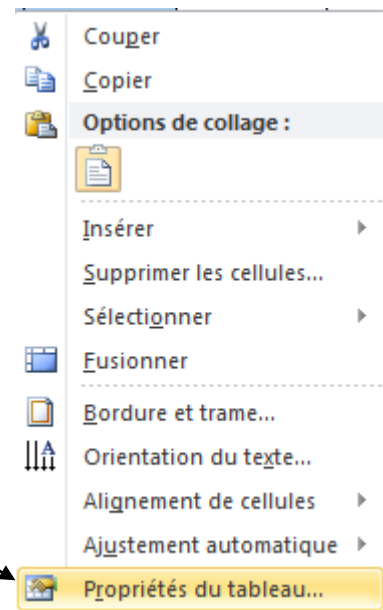 Couper
Copier
Options de collage :
Insérer
Supprimer les cellules...
Sélectionner
Fusionner
Bordure et trame...
Orientation du texte...
Alignement de cellules
Ajustement automatique
Propriétés du tableau...